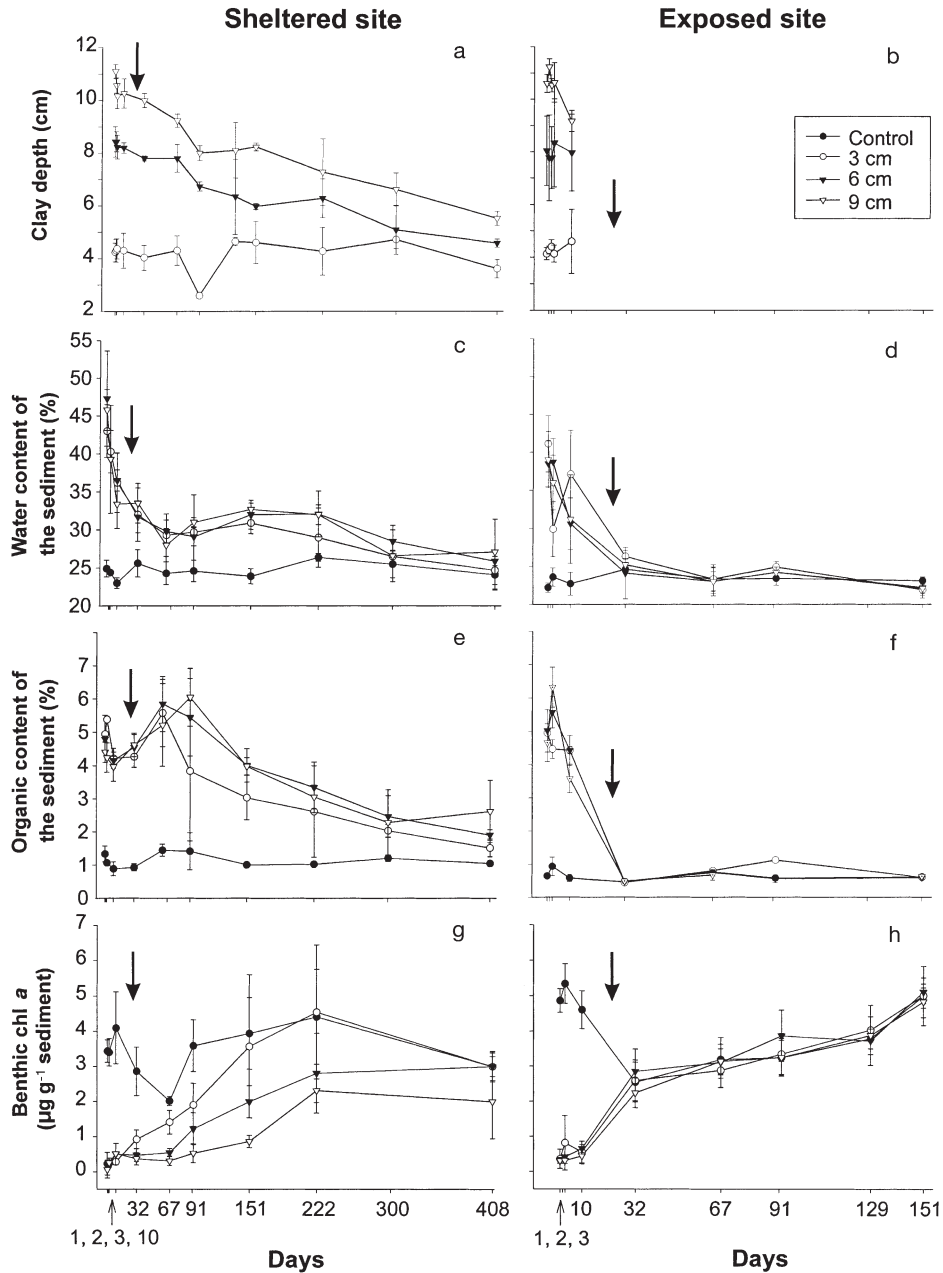 Sheltered site
Exposed site
Clay depth (cm)
12
10
8
6
4
2
a
b
Control
3 cm
6 cm
9 cm
Water content of
the sediment (%)
55
50
45
40
35
30
25
20
c
d
Organic content of
the sediment (%)
7
6
5
4
3
2
1
0
e
f
Benthic chl a
(µg g-1 sediment)
7
6
5
4
3
2
1
0
g
h
32 67 91 151 222 300 408
1, 2, 3, 10
Days
10 32 67 91 129 151
1, 2, 3
Days